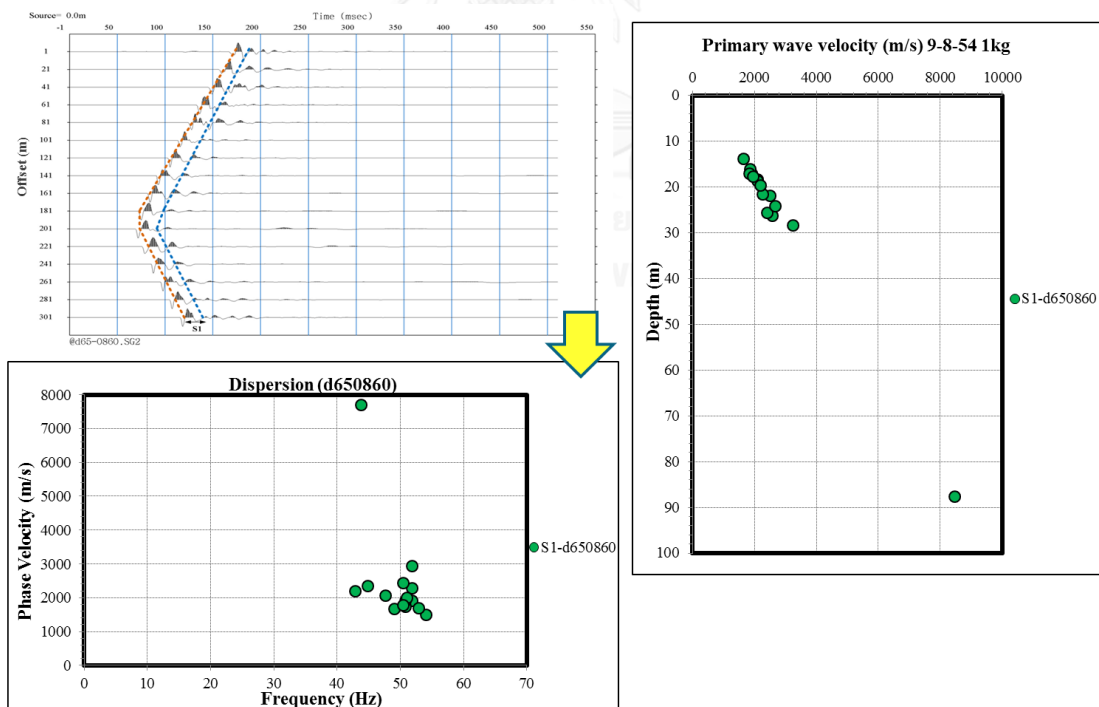 Source= 0.0m
Time (msec)
-1 50 100 150 200 250 300 350 400 450 500 550
Offset (m)
1
21
41
61
81
101
121
141
161
181
201
221
241
261
281
301
S1
@d65-0860.SG2
Primary wave velocity (m/s) 9-8-54 1kg
0 2000 4000 6000 8000 10000
Depth (m)
0
10
20
30
40
50
60
70
80
90
100
S1-d650860
Dispersion (d650860)
Phase Velocity (m/s)
8000
7000
6000
5000
4000
3000
2000
1000
0
S1-d650860
0 10 20 30 40 50 60 70
Frequency (Hz)